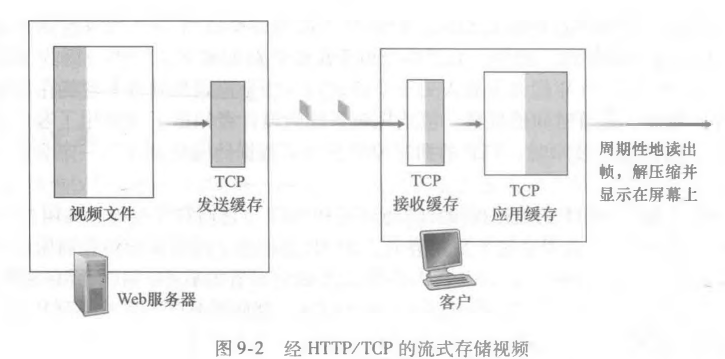 视频文件
TCP
发送缓存
Web服务器
TCP
接收缓存
TCP
应用缓存
客户
周期性地读出
帧，解压缩并
显示在屏幕上
图9-2 经 HTTP/TCP 的流式存储视频